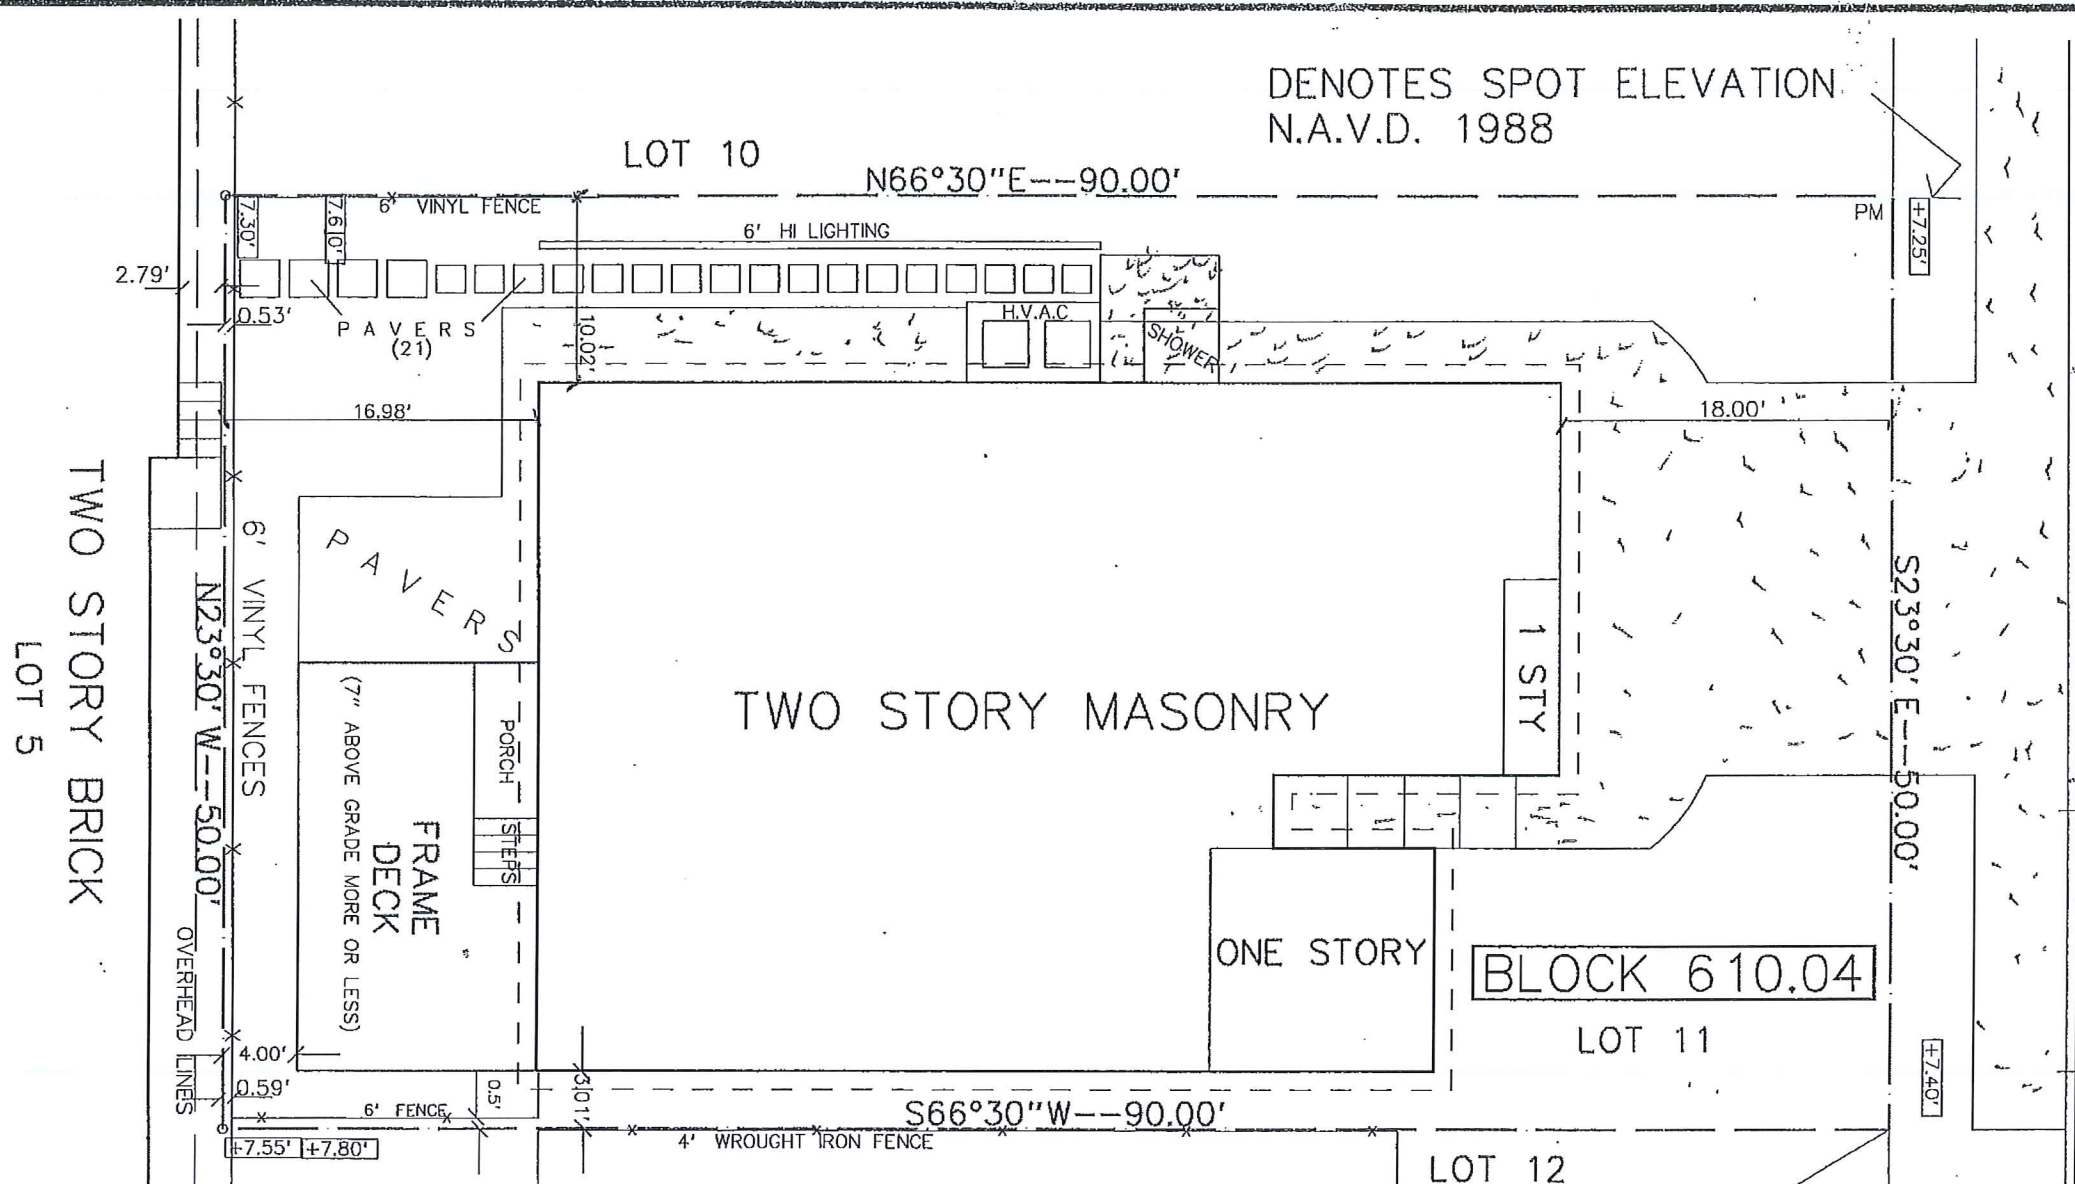 DENOTES SPOT ELEVATION
N.A.V.D. 1988
LOT 10
N66°30"E--90.00'
6' VINYL FENCE
PM
+7.25'
7.30'
7.60'
6' HI LIGHTING
2.79'
0.53'
PAVERS
(21)
10.02'
H.V.A.C.
SHOWER
16.98'
18.00'
TWO STORY BRICK
LOT 5
N23°30' W--50.00'
6' VINYL FENCES
PAVERS
S23°30' E--50.00'
1 STY
TWO STORY MASONRY
PORCH
STEPS
FRAME
DECK
(7" ABOVE GRADE MORE OR LESS)
OVERHEAD LINES
ONE STORY
BLOCK 610.04
LOT 11
+7.40'
4.00'
0.59'
0.5'
3.01'
6' FENCE
S66°30"W--90.00'
4' WROUGHT IRON FENCE
+7.55'
+7.80'
LOT 12